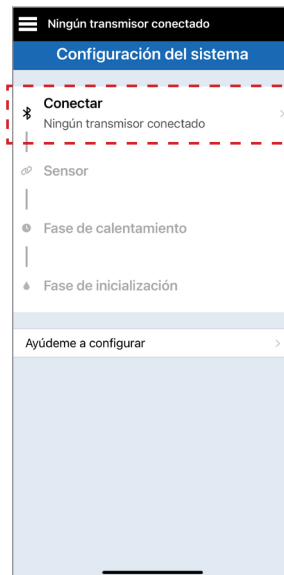 Ningún transmisor conectado
Configuración del sistema
Conectar
Ningún transmisor conectado
Sensor
Fase de calentamiento
Fase de inicialización
Ayúdeme a configurar